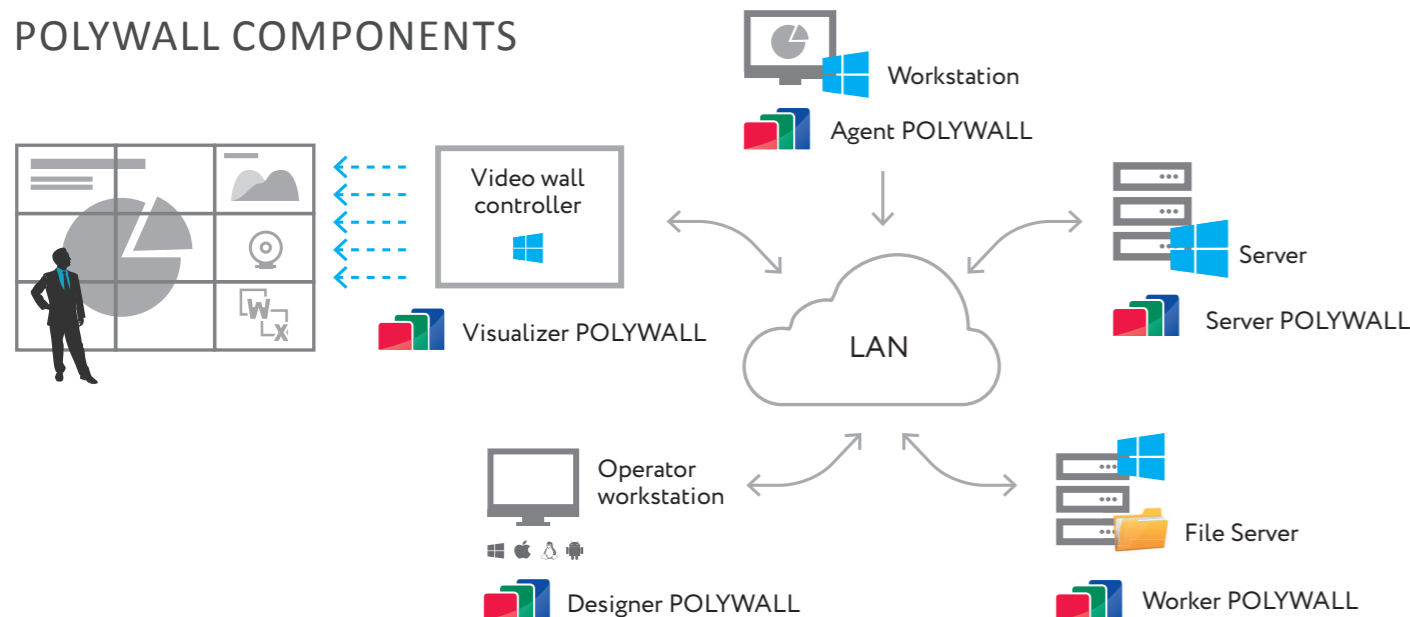 POLYWALL COMPONENTS
Workstation
Agent POLYWALL
Video wall
controller
Visualizer POLYWALL
W
X
LAN
Server
Server POLYWALL
Operator
workstation
Designer POLYWALL
File Server
Worker POLYWALL